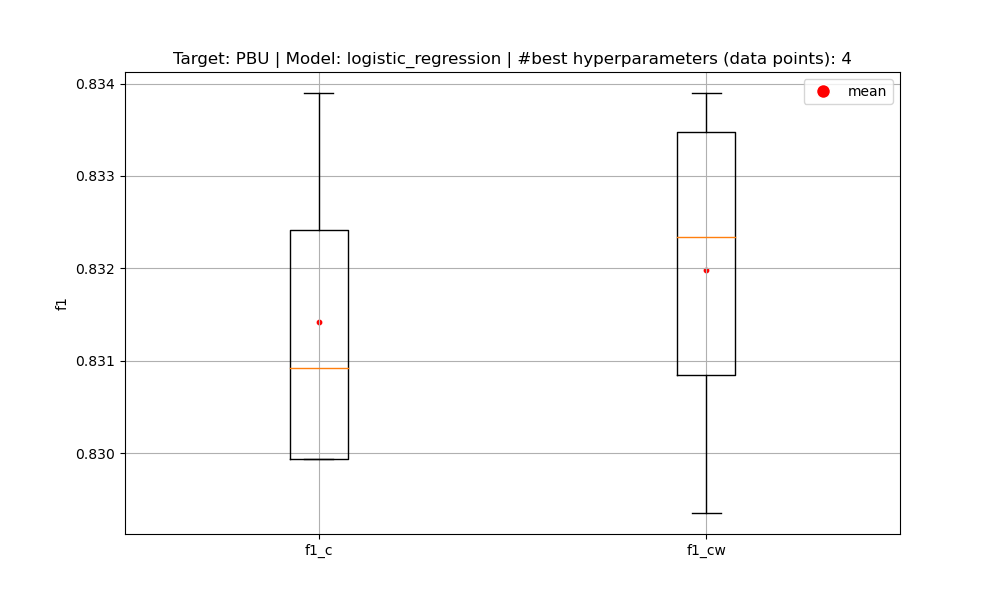 Target: PBU | Model: logistic_regression | #best hyperparameters (data points): 4
0.834
mean
0.833
0.832
f1
0.831
0.830
f1_c
f1_cw